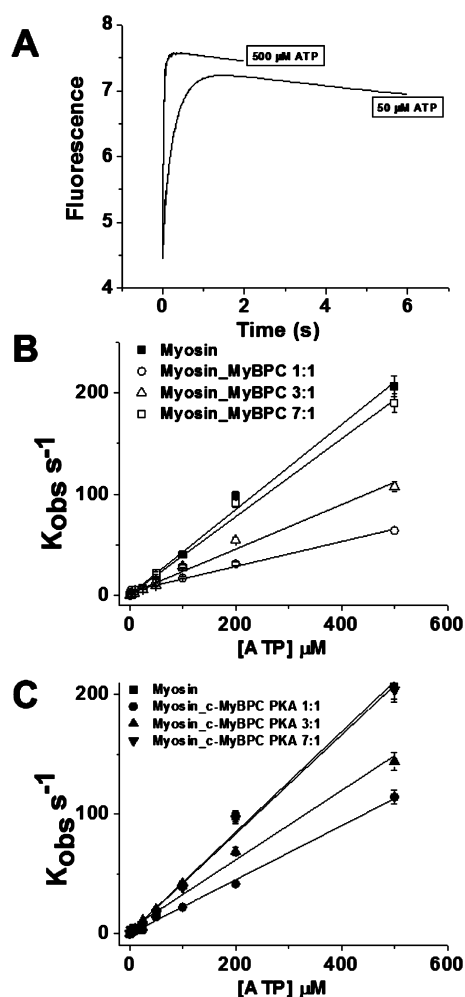 A
8
7
6
5
4
Fluorescence
500 µM ATP
50 µM ATP
0 2 4 6
Time (s)
B
Myosin
Myosin_MyBPC 1:1
Myosin_MyBPC 3:1
Myosin_MyBPC 7:1
200
100
0
Kobs s-1
0 200 400 600
[ATP] µM
C
Myosin
Myosin_c-MyBPC PKA 1:1
Myosin_c-MyBPC PKA 3:1
Myosin_c-MyBPC PKA 7:1
200
100
0
Kobs s-1
0 200 400 600
[ATP] µM